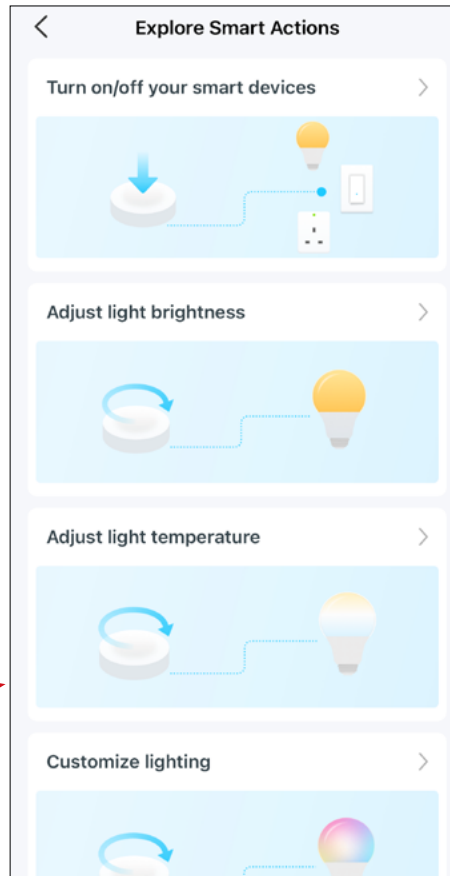 Explore Smart Actions
Turn on/off your smart devices
Adjust light brightness
Adjust light temperature
Customize lighting